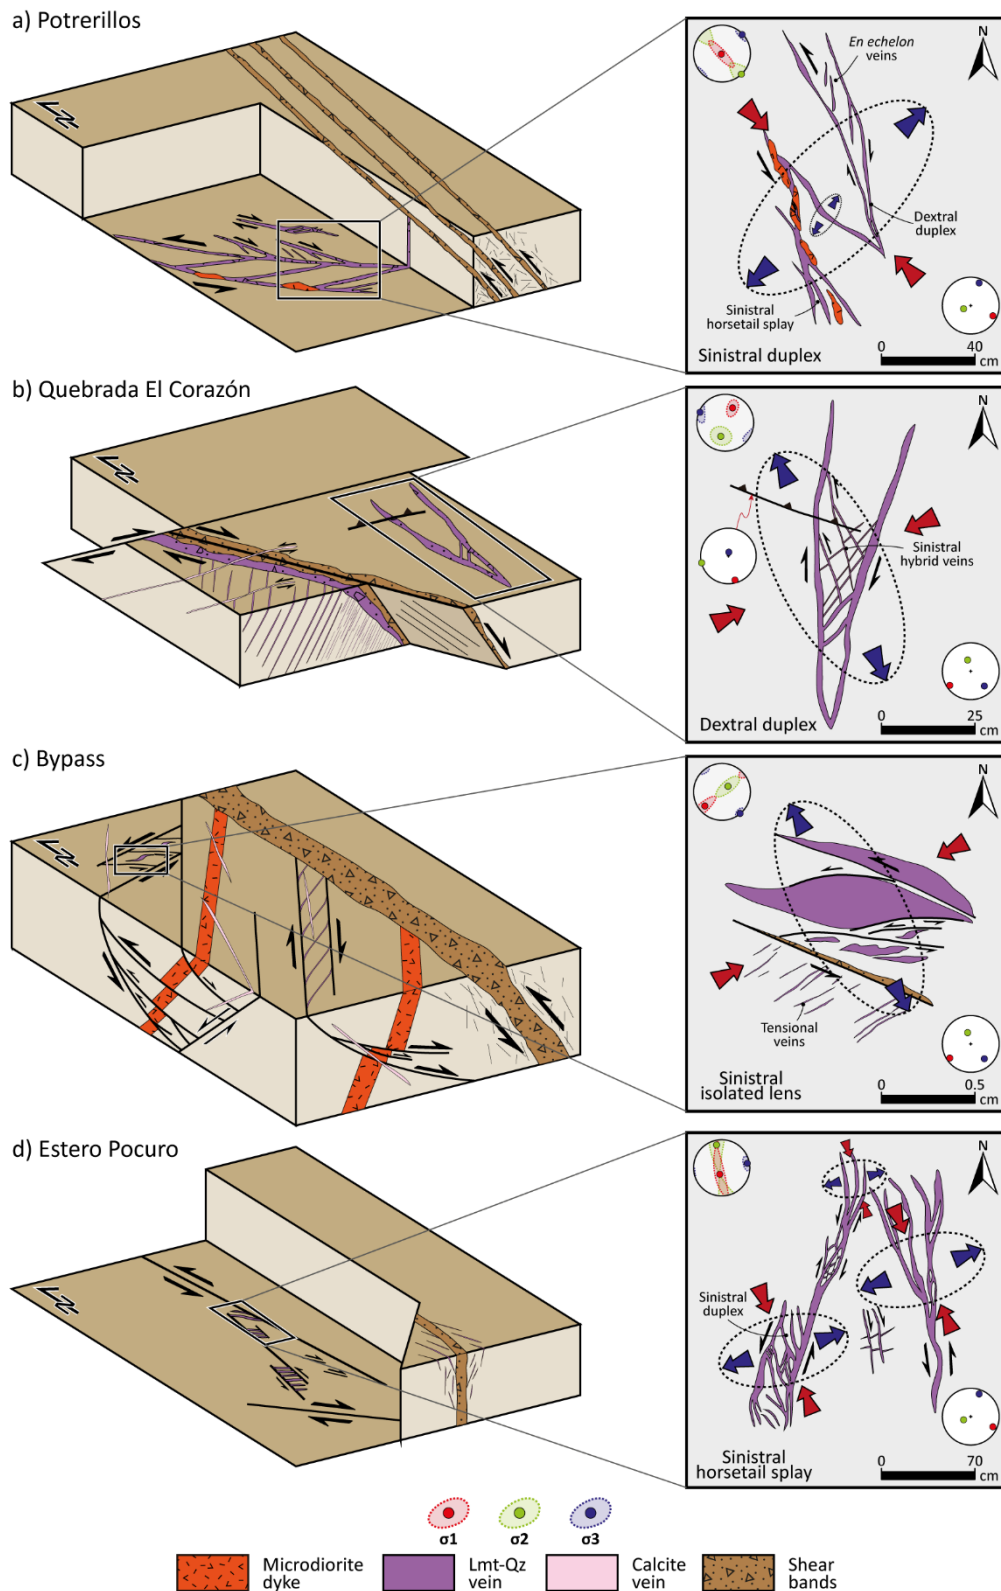 a) Potrerillos
N
En echelon
veins
N
Dextral
duplex
Sinistral
horsetail splay
Sinistral duplex
0
40
cm
b) Quebrada El Corazón
N
N
Sinistral
hybrid veins
Dextral duplex
0
25
cm
c) Bypass
N
N
Tensional
veins
Sinistral
isolated lens
0
0.5
cm
d) Estero Pocuro
N
N
Sinistral
duplex
Sinistral
horsetail splay
0
70
cm
σ1
σ2
σ3
Microdiorite
dyke
Lmt-Qz
vein
Calcite
vein
Shear
bands